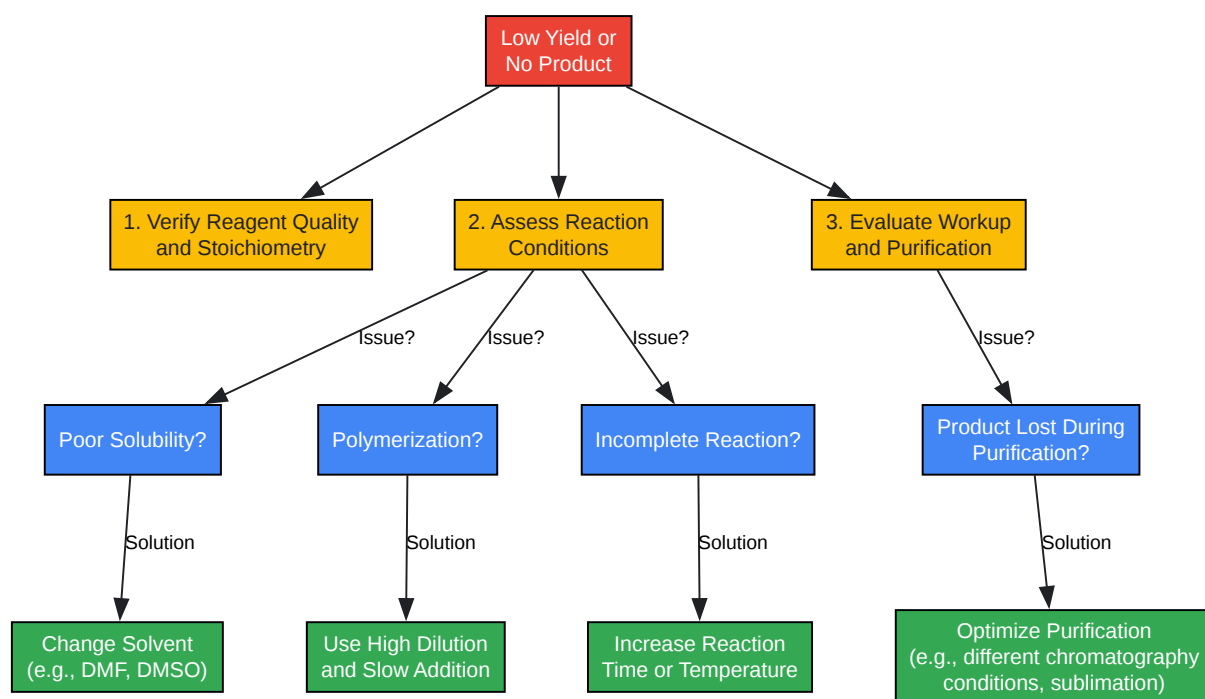 Low Yield or
No Product
1. Verify Reagent Quality
and Stoichiometry
2. Assess Reaction
Conditions
3. Evaluate Workup
and Purification
Issue?
Issue?
Issue?
Issue?
Poor Solubility?
Polymerization?
Incomplete Reaction?
Product Lost During
Purification?
Solution
Solution
Solution
Solution
Change Solvent
(e.g., DMF, DMSO)
Use High Dilution
and Slow Addition
Increase Reaction
Time or Temperature
Optimize Purification
(e.g., different chromatography
conditions, sublimation)